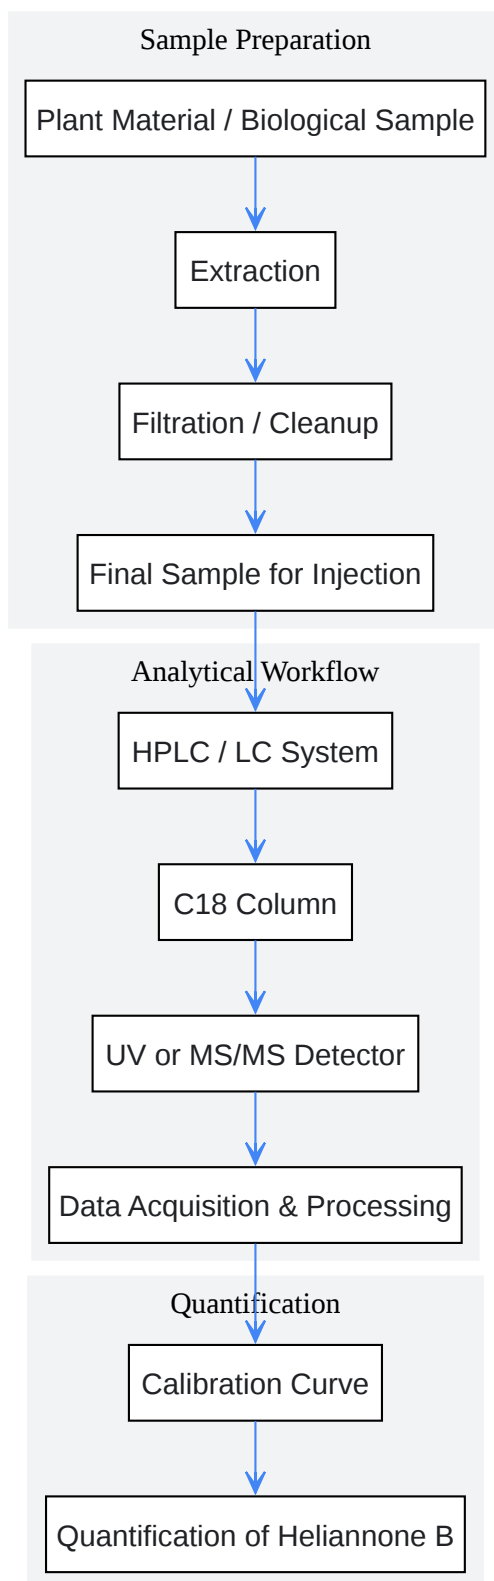 Sample Preparation
Plant Material / Biological Sample
Extraction
Filtration / Cleanup
Final Sample for Injection
Analytical Workflow
HPLC / LC System
C18 Column
UV or MS/MS Detector
Data Acquisition & Processing
Quantification
Calibration Curve
Quantification of Heliannone B